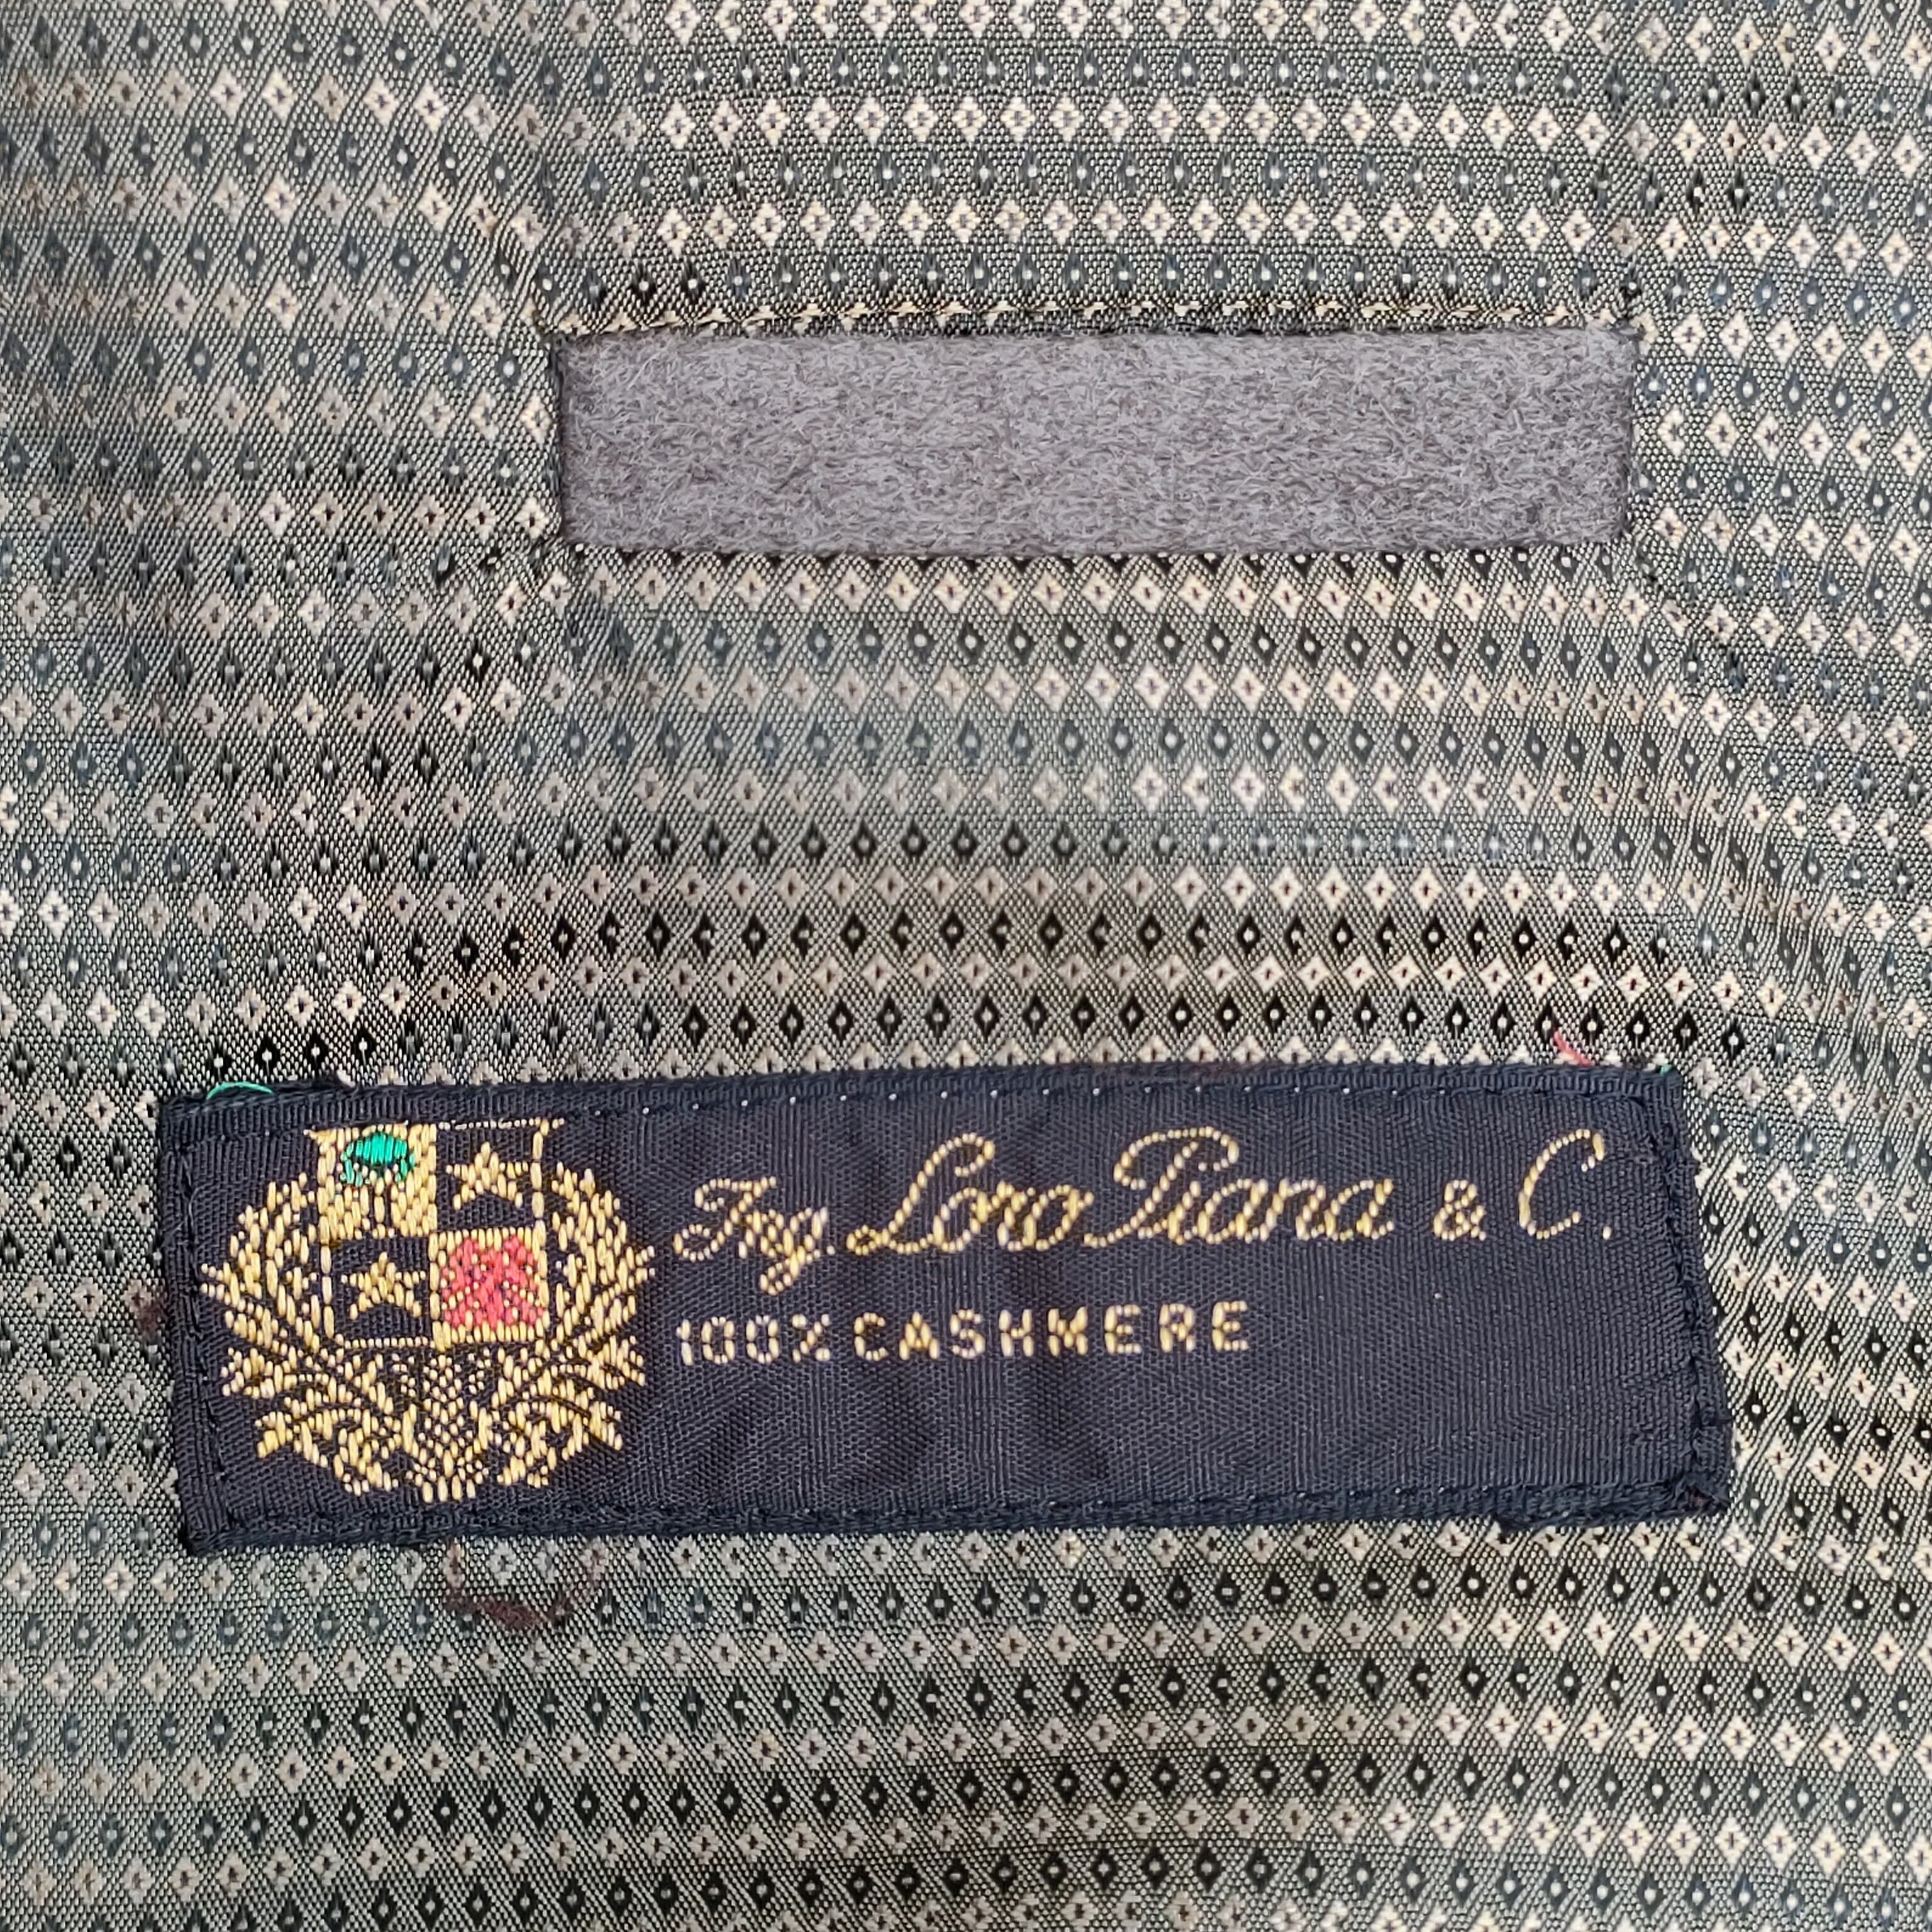 Ing. Loro Piana & C.
100% CASHMERE